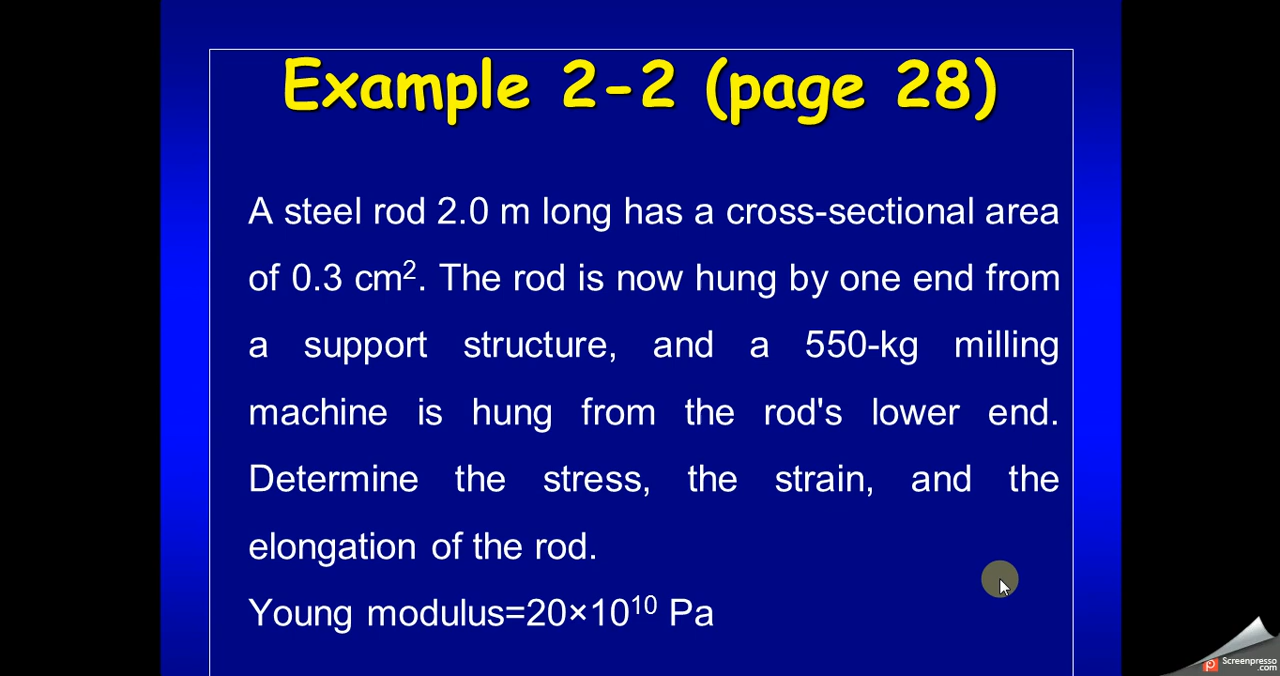 Example 2-2 (page 28)
A steel rod 2.0 m long has a cross-sectional area
of 0.3 cm². The rod is now hung by one end from
a support structure, and a 550-kg milling
machine is hung from the rod's lower end.
Determine the stress, the strain, and the
elongation of the rod.
Young modulus=20×10¹⁰ Pa
Screenpresso
.com